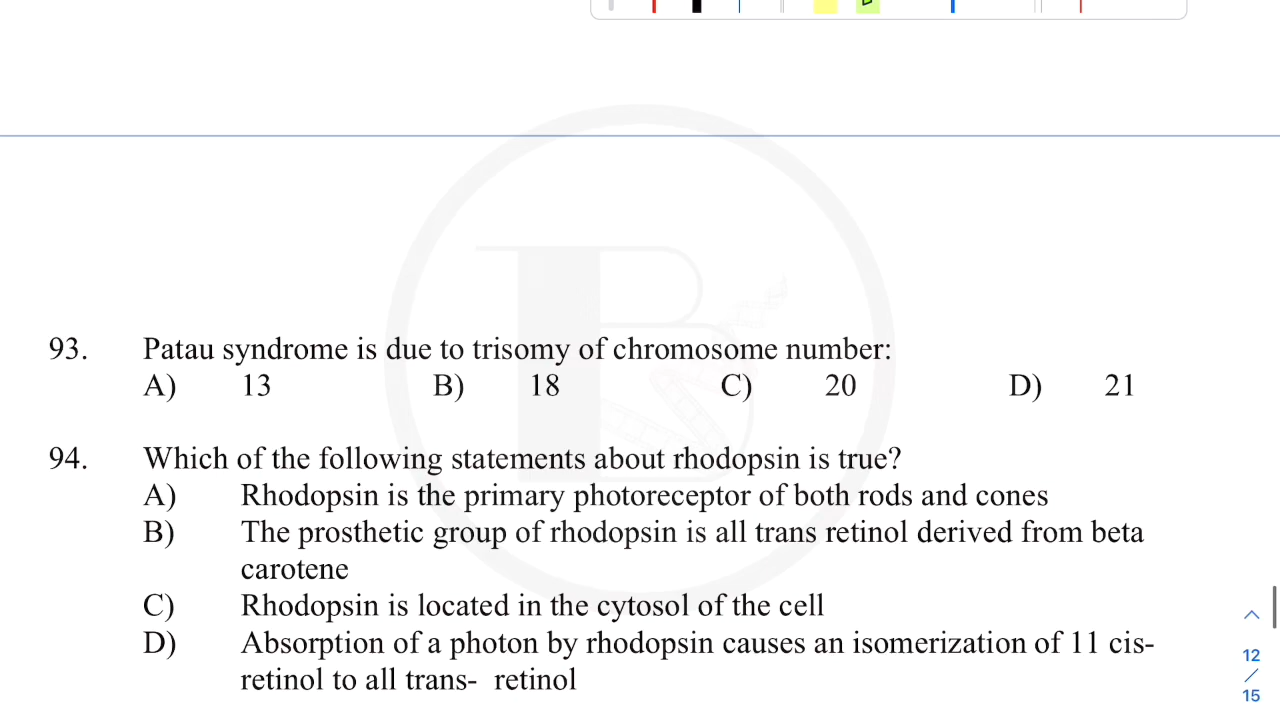 93. Patau syndrome is due to trisomy of chromosome number:
A) 13 B) 18 C) 20 D) 21
94. Which of the following statements about rhodopsin is true?
A) Rhodopsin is the primary photoreceptor of both rods and cones
B) The prosthetic group of rhodopsin is all trans retinol derived from beta
carotene
C) Rhodopsin is located in the cytosol of the cell
D) Absorption of a photon by rhodopsin causes an isomerization of 11 cis-
retinol to all trans- retinol
12
/
15